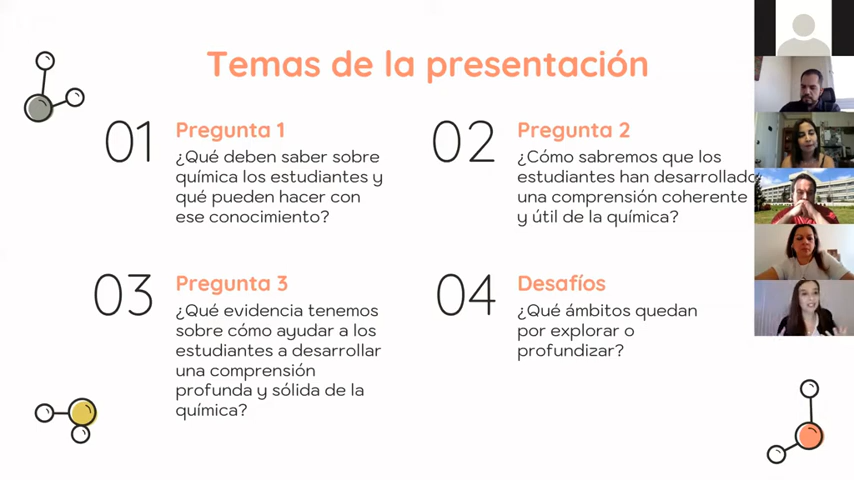 Temas de la presentación
01
Pregunta 1
¿Qué deben saber sobre
química los estudiantes y
qué pueden hacer con
ese conocimiento?
02
Pregunta 2
¿Cómo sabremos que los
estudiantes han desarrollado
una comprensión coherente
y útil de la química?
03
Pregunta 3
¿Qué evidencia tenemos
sobre cómo ayudar a los
estudiantes a desarrollar
una comprensión
profunda y sólida de la
química?
04
Desafíos
¿Qué ámbitos quedan
por explorar o
profundizar?